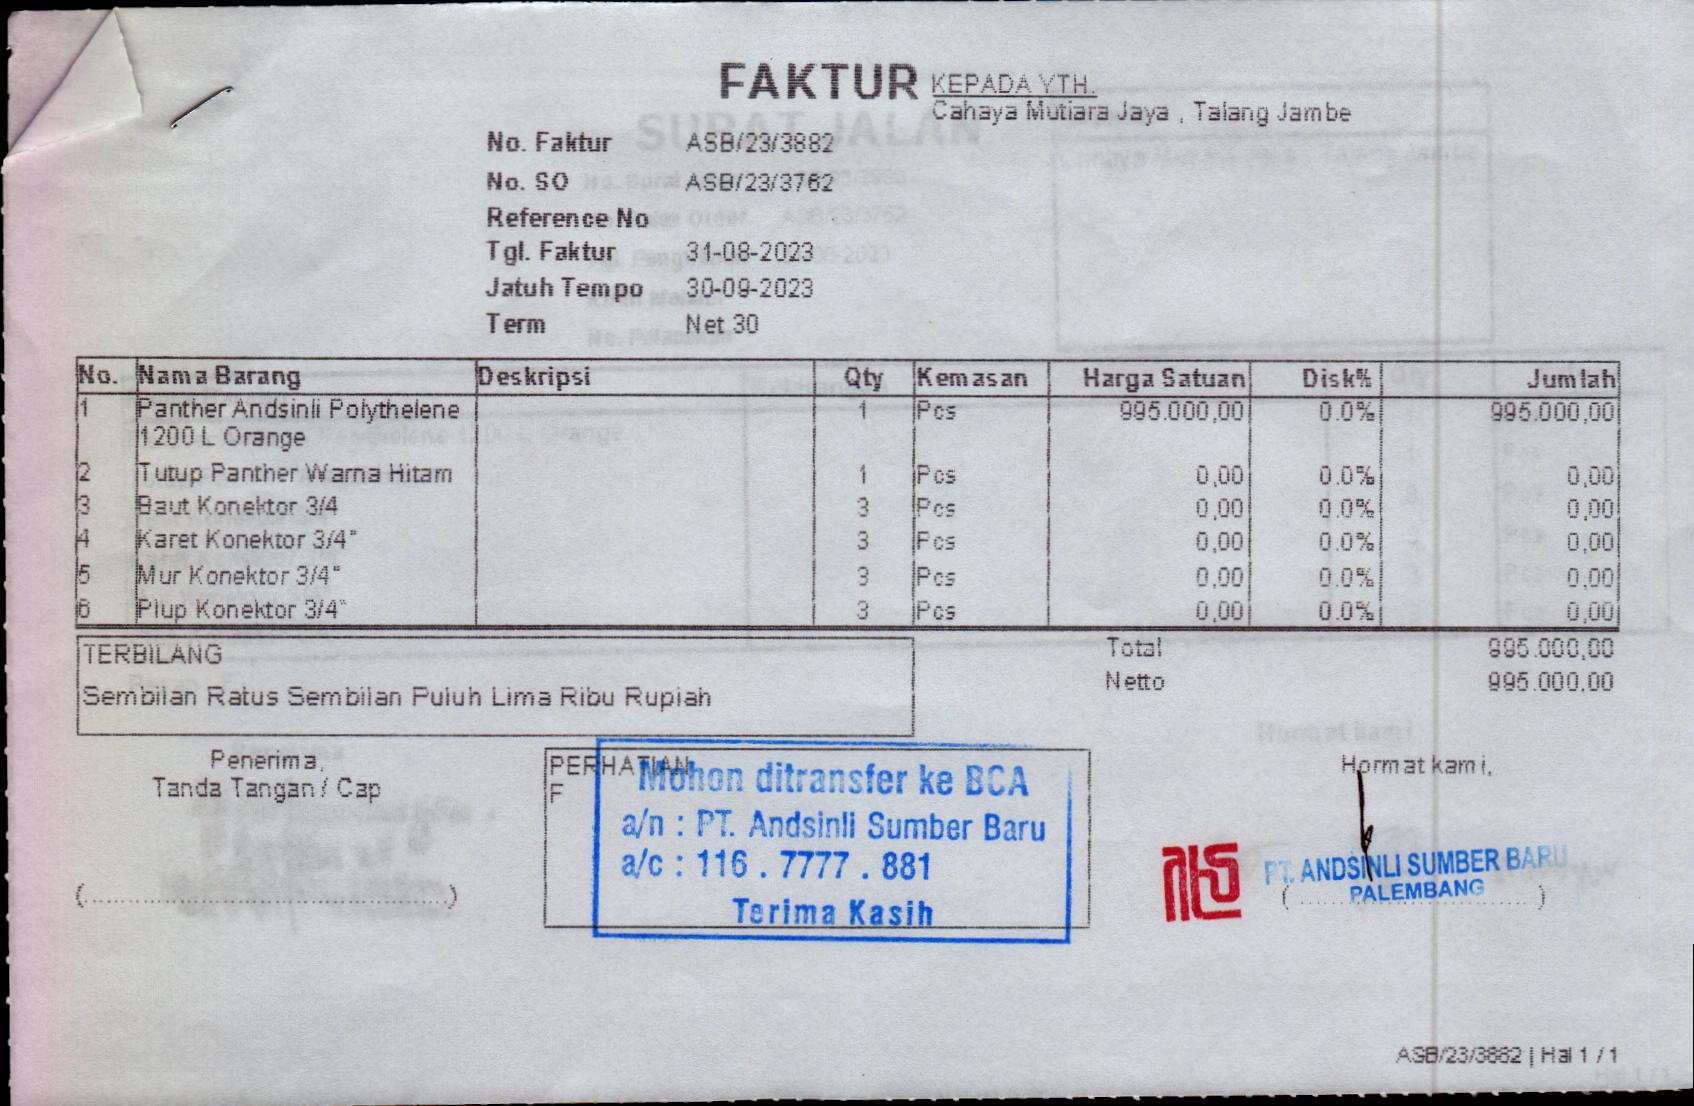 FAKTUR
KEPADA YTH.
Cahaya Mutiara Jaya , Talang Jambe
No. Faktur ASB/23/3882
No. SO ASB/23/3762
Reference No
Tgl. Faktur 31-08-2023
Jatuh Tempo 30-09-2023
Term Net 30
No. Nama Barang Deskripsi Qty Kemasan Harga Satuan Disk% Jumlah
1 Panther Andsinli Polythelene 1 Pcs 995.000,00 0.0% 995.000,00
1200 L Orange
2 Tutup Panther Warna Hitam 1 Pcs 0,00 0.0% 0,00
3 Baut Konektor 3/4 3 Pcs 0,00 0.0% 0,00
4 Karet Konektor 3/4" 3 Pcs 0,00 0.0% 0,00
5 Mur Konektor 3/4" 3 Pcs 0,00 0.0% 0,00
6 Plup Konektor 3/4" 3 Pcs 0,00 0.0% 0,00
TERBILANG
Sembilan Ratus Sembilan Puluh Lima Ribu Rupiah
Total 995.000,00
Netto 995.000,00
Penerima,
Tanda Tangan / Cap
(..............................................)
PERHATIAN
F
Mohon ditransfer ke BCA
a/n : PT. Andsinli Sumber Baru
a/c : 116 . 7777 . 881
Terima Kasih
Hormat kami,
PT. ANDSINLI SUMBER BARU
PALEMBANG
(................................)
ASB/23/3882 | Hal 1 / 1